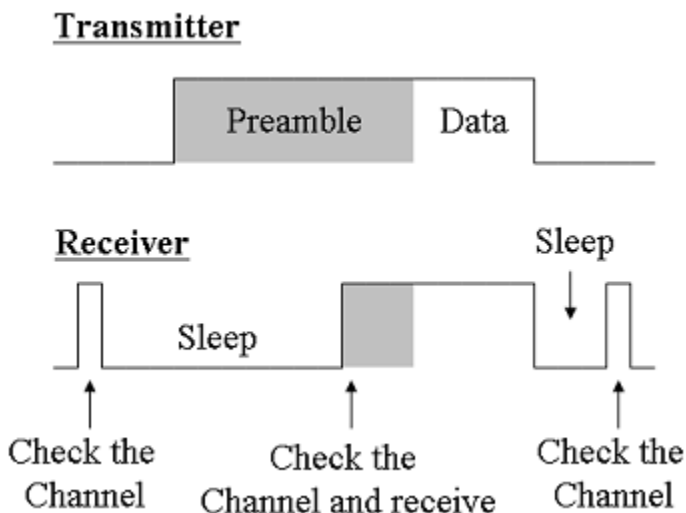 Transmitter
Preamble
Data
Receiver
Sleep
Sleep
Check the
Channel
Check the
Channel and receive
Check the
Channel